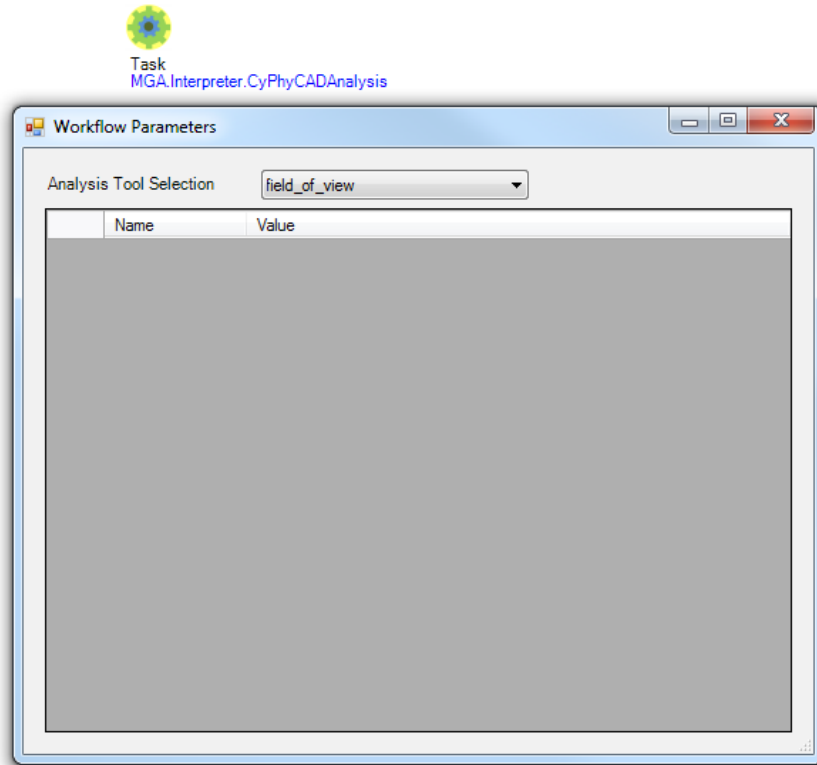 Task
MGA.Interpreter.CyPhyCADAnalysis
Workflow Parameters
Analysis Tool Selection field_of_view
Name Value